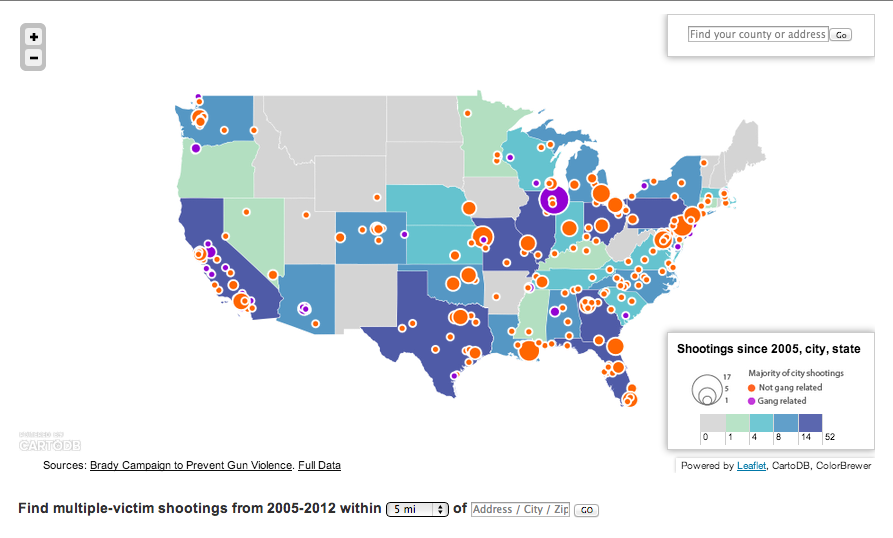 +
Find your county or address
Go
−
Shootings since 2005, city, state
Majority of city shootings
17
5
1
Not gang related
Gang related
0 1 4 8 14 52
CARTODB
Sources: Brady Campaign to Prevent Gun Violence. Full Data
Powered by Leaflet, CartoDB, ColorBrewer
Find multiple-victim shootings from 2005-2012 within 5 mi of Address / City / Zip GO